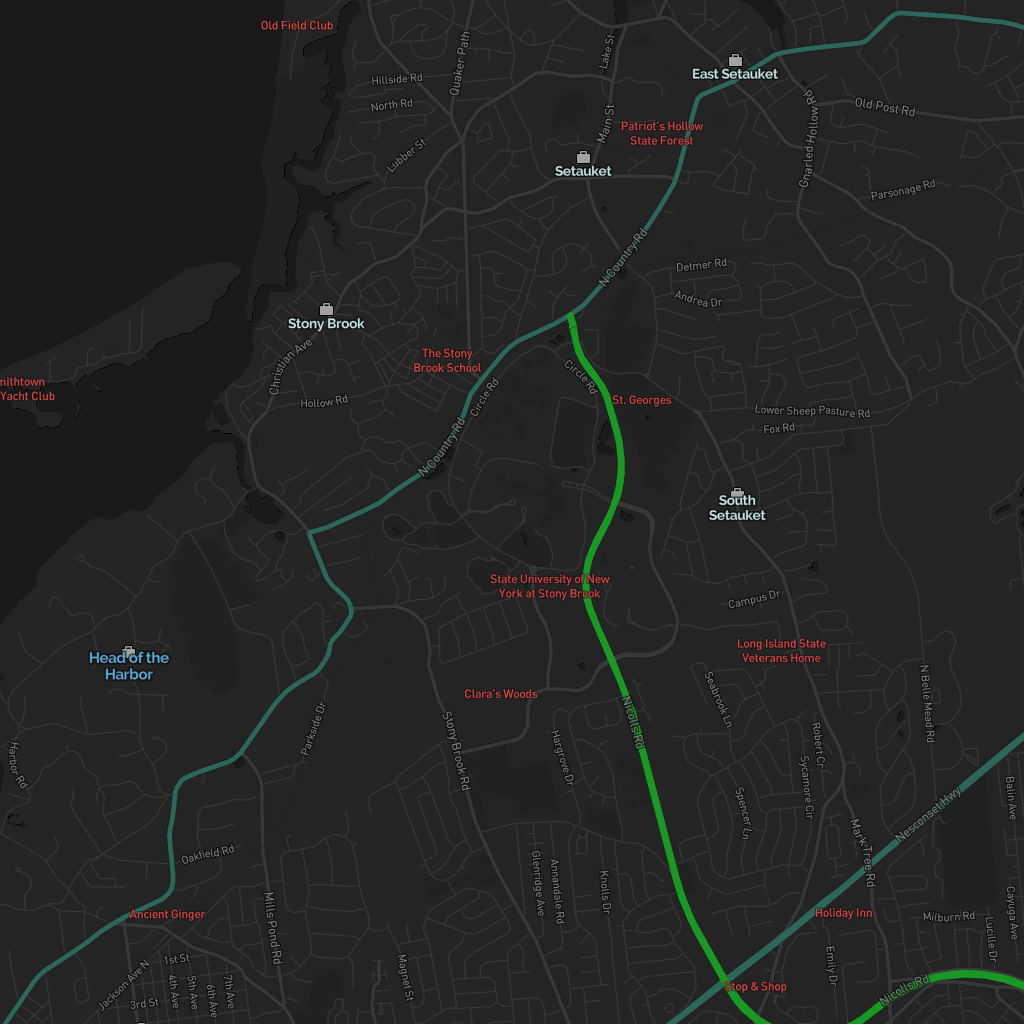 Old Field Club
Quaker Path
Lake St
East Setauket
Hillside Rd
North Rd
Main St
Gnarled Hollow Rd
Old Post Rd
Patriot's Hollow
State Forest
Lubber St
Setauket
Parsonage Rd
N Country Rd
Detmer Rd
Andrea Dr
Stony Brook
Christian Ave
The Stony
Brook School
Circle Rd
Circle Rd
mithtown
Yacht Club
Hollow Rd
St. Georges
Lower Sheep Pasture Rd
Fox Rd
N Country Rd
South
Setauket
State University of New
York at Stony Brook
Campus Dr
Head of the
Harbor
Long Island State
Veterans Home
Clara's Woods
Seabrook Ln
N Belle Mead Rd
Nicolls Rd
Parkside Dr
Stony Brook Rd
Hargrove Dr
Robert Cr
Harbor Rd
Sycamore Cir
Spencer Ln
Nesconset Hwy
Balin Ave
Mark Tree Rd
Oakfield Rd
Glenridge Ave
Annandale Rd
Knolls Dr
Mills Pond Rd
Ancient Ginger
Holiday Inn
Milburn Rd
Cayuga Ave
Lucille Dr
Emily Dr
1st St
Jackson Ave N
Magnet St
4th Ave
5th Ave
6th Ave
7th Ave
3rd St
Stop & Shop
Nicolls Rd